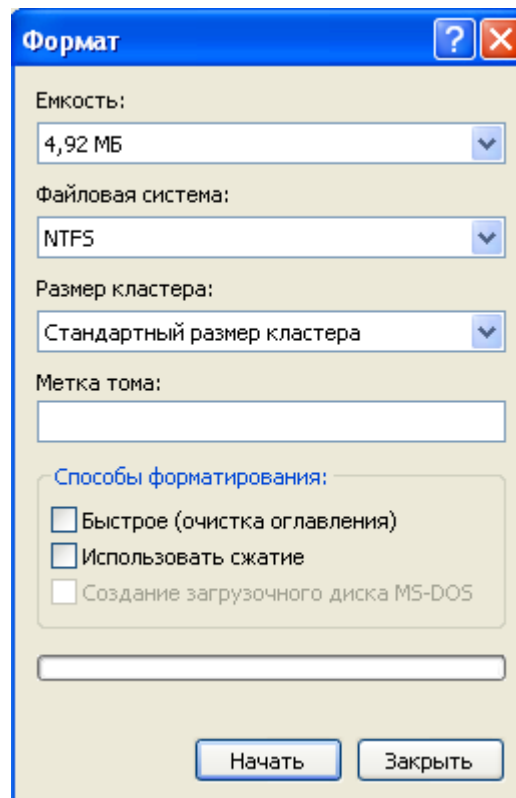 Формат
?
Емкость:
4,92 МБ
Файловая система:
NTFS
Размер кластера:
Стандартный размер кластера
Метка тома:
Способы форматирования:
Быстрое (очистка оглавления)
Использовать сжатие
Создание загрузочного диска MS-DOS
Начать Закрыть